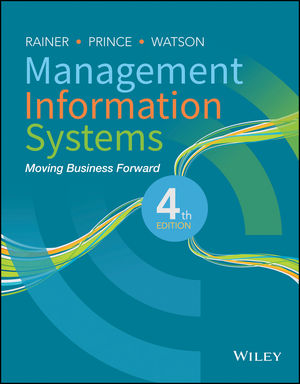 RAINER • PRINCE • WATSON
Management
Information
Systems
Moving Business Forward
4th
EDITION
WILEY